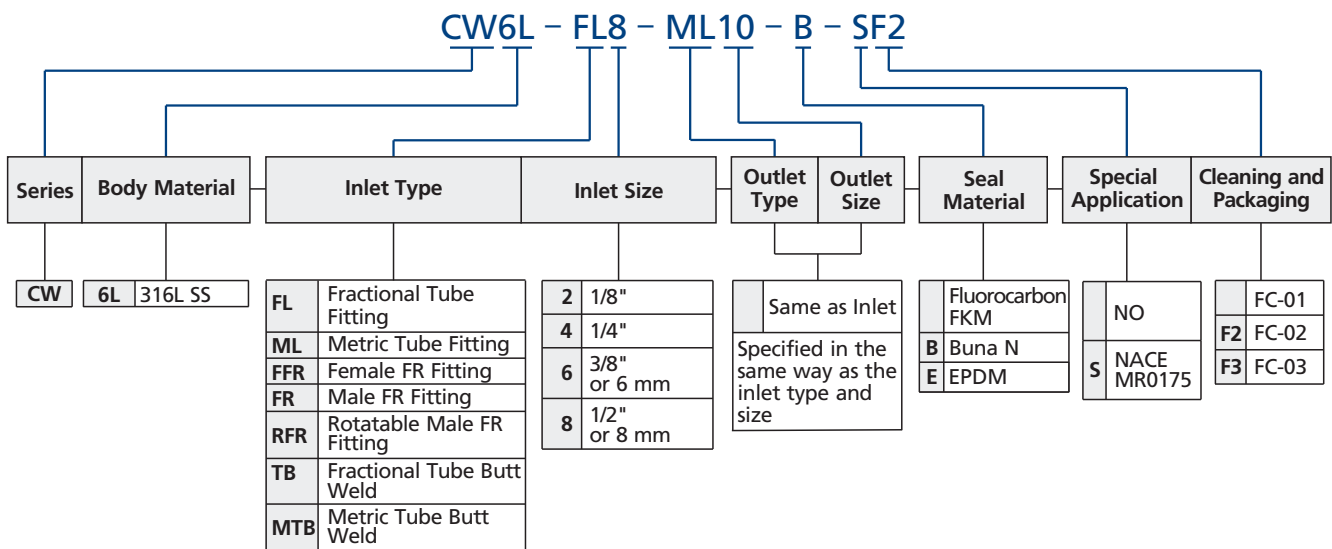 CW6L – FL8 – ML10 – B – SF2
Series
Body Material
Inlet Type
Inlet Size
Outlet
Type
Outlet
Size
Seal
Material
Special
Application
Cleaning and
Packaging
CW
6L 316L SS
FL Fractional Tube
Fitting
ML Metric Tube Fitting
FFR Female FR Fitting
FR Male FR Fitting
RFR Rotatable Male FR
Fitting
TB Fractional Tube Butt
Weld
MTB Metric Tube Butt
Weld
2 1/8"
4 1/4"
6 3/8"
or 6 mm
8 1/2"
or 8 mm
Same as Inlet
Specified in the
same way as the
inlet type and
size
Fluorocarbon
FKM
B Buna N
E EPDM
NO
S NACE
MR0175
FC-01
F2 FC-02
F3 FC-03